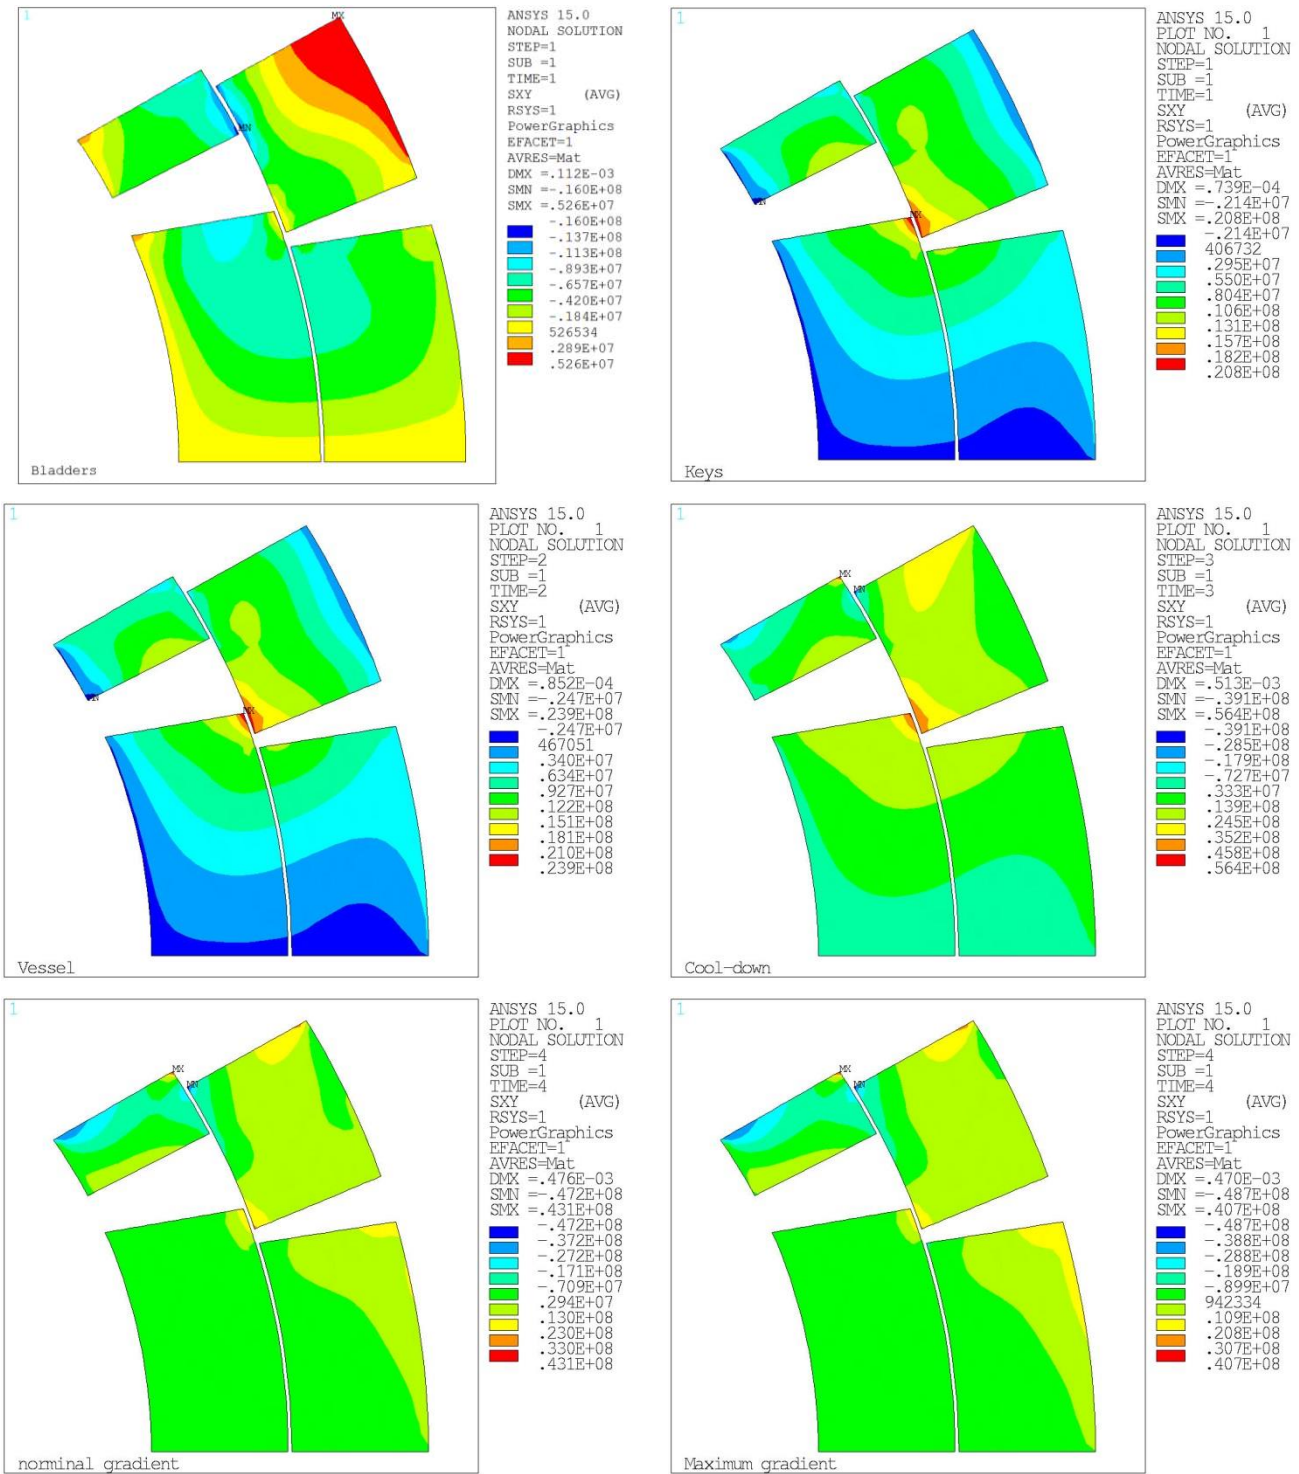 1
MX
MN
Bladders
ANSYS 15.0
NODAL SOLUTION
STEP=1
SUB =1
TIME=1
SXY (AVG)
RSYS=1
PowerGraphics
EFACET=1
AVRES=Mat
DMX =.112E-03
SMN =-.160E+08
SMX =.526E+07
-.160E+08
-.137E+08
-.113E+08
-.893E+07
-.657E+07
-.420E+07
-.184E+07
526534
.289E+07
.526E+07
1
MN
MX
Keys
ANSYS 15.0
PLOT NO. 1
NODAL SOLUTION
STEP=1
SUB =1
TIME=1
SXY (AVG)
RSYS=1
PowerGraphics
EFACET=1
AVRES=Mat
DMX =.739E-04
SMN =-.214E+07
SMX =.208E+08
-.214E+07
406732
.295E+07
.550E+07
.804E+07
.106E+08
.131E+08
.157E+08
.182E+08
.208E+08
1
MN
MX
Vessel
ANSYS 15.0
PLOT NO. 1
NODAL SOLUTION
STEP=2
SUB =1
TIME=2
SXY (AVG)
RSYS=1
PowerGraphics
EFACET=1
AVRES=Mat
DMX =.852E-04
SMN =-.247E+07
SMX =.239E+08
-.247E+07
467051
.340E+07
.634E+07
.927E+07
.122E+08
.151E+08
.181E+08
.210E+08
.239E+08
1
MX
MN
Cool-down
ANSYS 15.0
PLOT NO. 1
NODAL SOLUTION
STEP=3
SUB =1
TIME=3
SXY (AVG)
RSYS=1
PowerGraphics
EFACET=1
AVRES=Mat
DMX =.513E-03
SMN =-.391E+08
SMX =.564E+08
-.391E+08
-.285E+08
-.179E+08
-.727E+07
.333E+07
.139E+08
.245E+08
.352E+08
.458E+08
.564E+08
1
MX
MN
norminal gradient
ANSYS 15.0
PLOT NO. 1
NODAL SOLUTION
STEP=4
SUB =1
TIME=4
SXY (AVG)
RSYS=1
PowerGraphics
EFACET=1
AVRES=Mat
DMX =.476E-03
SMN =-.472E+08
SMX =.431E+08
-.472E+08
-.372E+08
-.272E+08
-.171E+08
-.709E+07
.294E+07
.130E+08
.230E+08
.330E+08
.431E+08
1
MX
MN
Maximum gradient
ANSYS 15.0
PLOT NO. 1
NODAL SOLUTION
STEP=4
SUB =1
TIME=4
SXY (AVG)
RSYS=1
PowerGraphics
EFACET=1
AVRES=Mat
DMX =.470E-03
SMN =-.487E+08
SMX =.407E+08
-.487E+08
-.388E+08
-.288E+08
-.189E+08
-.899E+07
942334
.109E+08
.208E+08
.307E+08
.407E+08